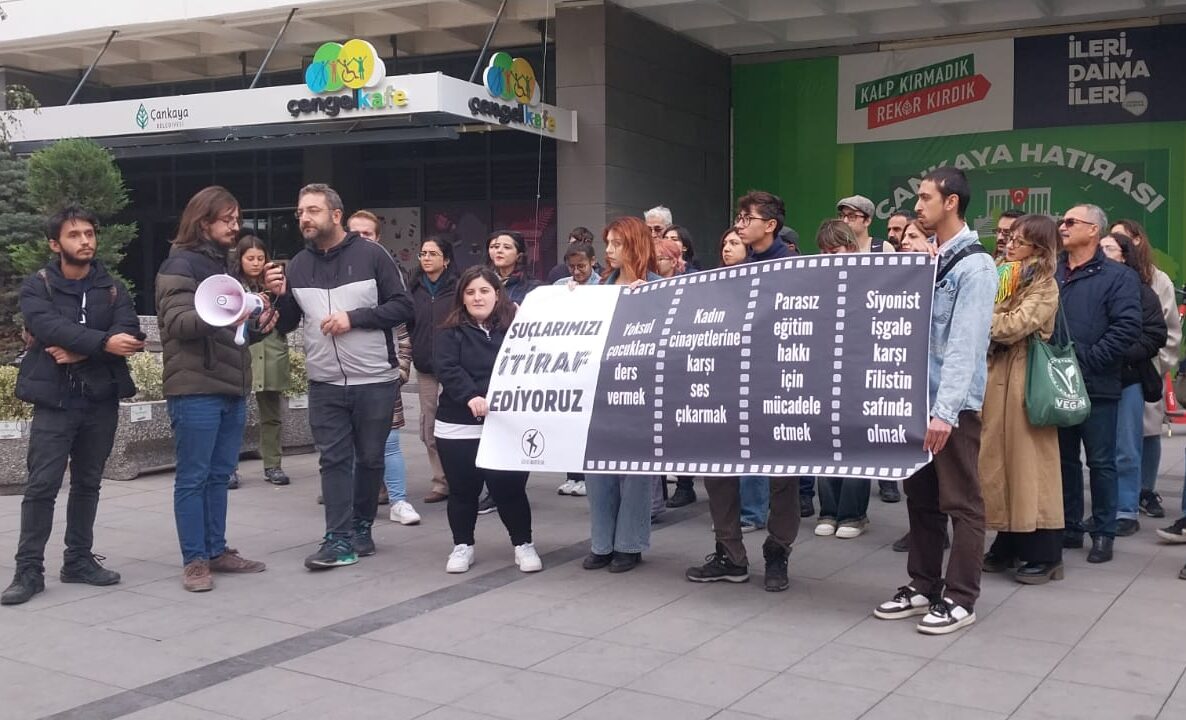 Çankaya
BELEDİYESİ
çengelkafe
çengelkafe
KALP KIRMADIK
REKOR KIRDIK
İLERİ,
DAİMA
İLERİ
ÇANKAYA HATIRASI
SUÇLARIMIZI
İTİRAF
EDİYORUZ
Yoksul
çocuklara
ders
vermek
Kadın
cinayetlerine
karşı
ses
çıkarmak
Parasız
eğitim
hakkı
için
mücadele
etmek
Siyonist
işgale
karşı
Filistin
safında
olmak
VEGAN